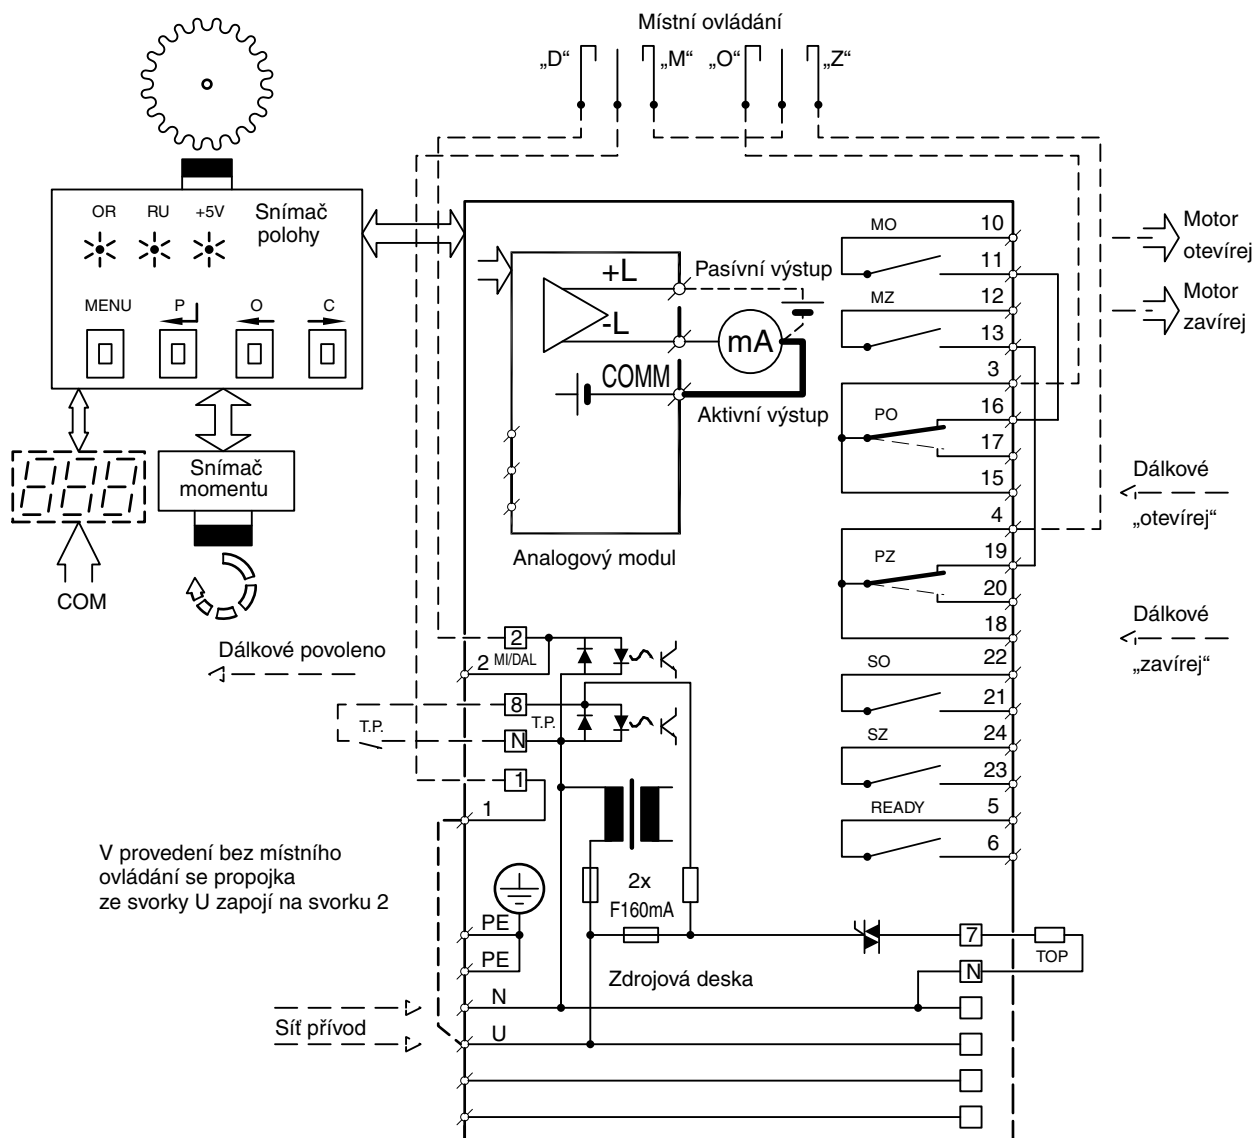 Místní ovládání
„D“
„M“
„O“
„Z“
OR
RU
+5V
Snímač
polohy
MENU
P
O
C
Snímač
momentu
COM
+L
-L
COMM
Pasívní výstup
mA
Aktivní výstup
Analogový modul
MO
10
11
MZ
12
13
3
PO
16
17
15
4
PZ
19
20
18
SO
22
21
SZ
24
23
READY
5
6
Motor
otevírej
Motor
zavírej
Dálkové
„otevírej“
Dálkové
„zavírej“
Dálkové povoleno
2
2
MI/DAL
8
T.P.
T.P.
N
1
1
V provedení bez místního
ovládání se propojka
ze svorky U zapojí na svorku 2
2x
F160mA
PE
PE
7
TOP
N
Zdrojová deska
N
Síť přívod
U